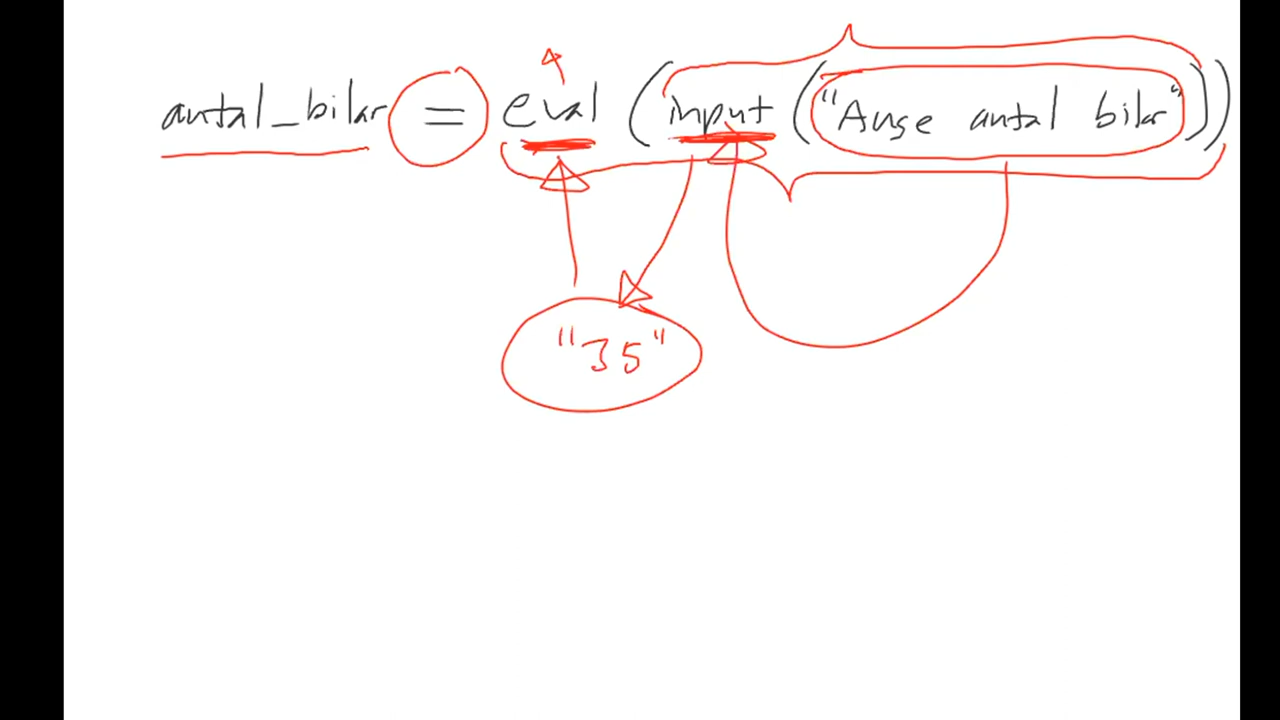 antal_bilar = eval (input ("Ange antal bilar"))
"35"